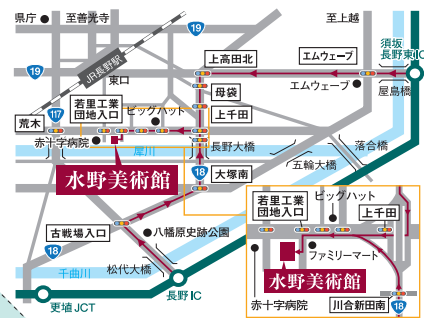 県庁
至善光寺
至上越
19
JR長野駅
上高田北
エムウェーブ
須坂
長野東IC
19
東口
エムウェーブ
屋島橋
母袋
117
若里工業
団地入口
ビッグハット
上千田
荒木
赤十字病院
長野大橋
落合橋
犀川
五輪大橋
水野美術館
18
大塚南
古戦場入口
18
八幡原史跡公園
千曲川
松代大橋
長野IC
更埴JCT
若里工業
団地入口
ビッグハット
上千田
ファミリーマート
水野美術館
赤十字病院
川合新田南
18